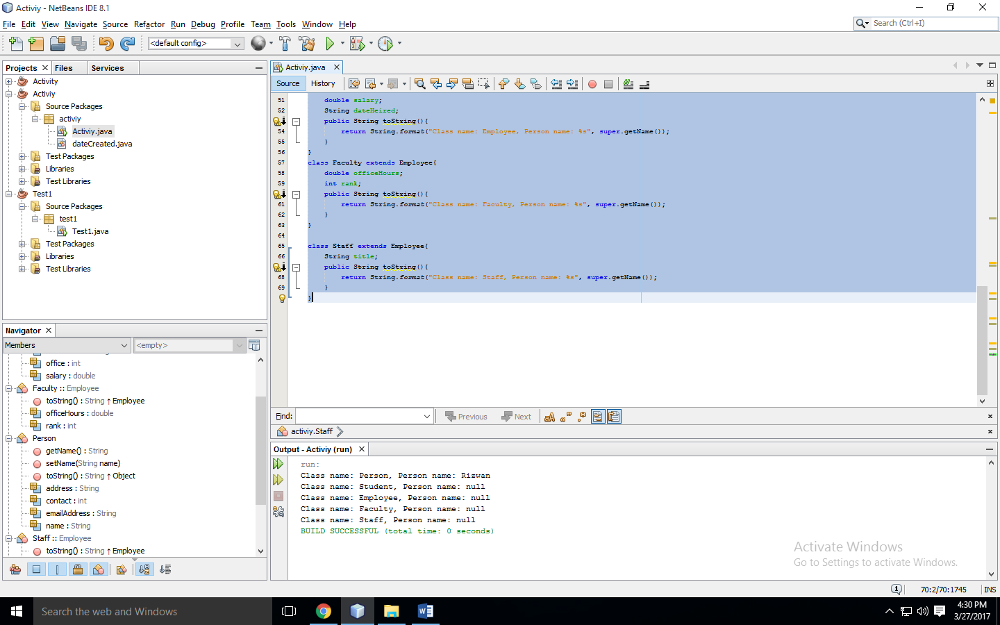 Activiy - NetBeans IDE 8.1
File Edit View Navigate Source Refactor Run Debug Profile Team Tools Window Help
Search (Ctrl+I)
<default config>
Projects Files Services
Activity
Activiy
Source Packages
activiy
Activiy.java
dateCreated.java
Test Packages
Libraries
Test Libraries
Test1
Source Packages
test1
Test1.java
Test Packages
Libraries
Test Libraries
Navigator
Members <empty>
office : int
salary : double
Faculty :: Employee
toString() : String ↑ Employee
officeHours : double
rank : int
Person
getName() : String
setName(String name)
toString() : String ↑ Object
address : String
contact : int
emailAddress : String
name : String
Staff :: Employee
toString() : String ↑ Employee
Activiy.java
Source History
51 double salary;
52 String dateHeired;
public String toString(){
54 return String.format("Class name: Employee, Person name: %s", super.getName());
55 }
56 }
57 class Faculty extends Employee{
58 double officeHours;
59 int rank;
public String toString(){
61 return String.format("Class name: Faculty, Person name: %s", super.getName());
62 }
63 }
64
65 class Staff extends Employee{
66 String title;
public String toString(){
68 return String.format("Class name: Staff, Person name: %s", super.getName());
69 }
}
Find: Previous Next
activiy.Staff
Output - Activiy (run)
run:
Class name: Person, Person name: Rizwan
Class name: Student, Person name: null
Class name: Employee, Person name: null
Class name: Faculty, Person name: null
Class name: Staff, Person name: null
BUILD SUCCESSFUL (total time: 0 seconds)
Activate Windows
Go to Settings to activate Windows.
1 70:2/70:1745 INS
Search the web and Windows
4:30 PM
3/27/2017